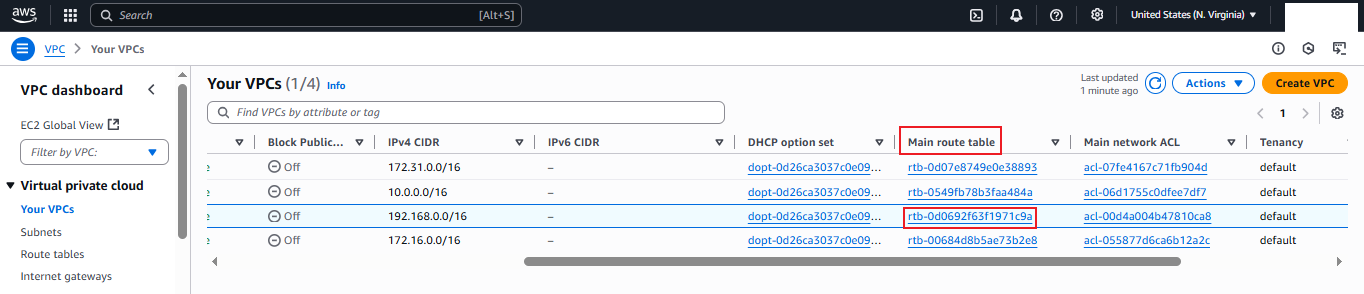 aws Search [Alt+S] United States (N. Virginia)
VPC Your VPCs
VPC dashboard
EC2 Global View
Filter by VPC:
Virtual private cloud
Your VPCs
Subnets
Route tables
Internet gateways
Your VPCs (1/4) Info
Last updated
1 minute ago
Actions
Create VPC
Find VPCs by attribute or tag
1
Block Public... IPv4 CIDR IPv6 CIDR DHCP option set Main route table Main network ACL Tenancy
e Off 172.31.0.0/16 – dopt-0d26ca3037c0e09... rtb-0d07e8749e0e38893 acl-07fe4167c71fb904d default
e Off 10.0.0.0/16 – dopt-0d26ca3037c0e09... rtb-0549fb78b3faa484a acl-06d1755c0dfee7df7 default
e Off 192.168.0.0/16 – dopt-0d26ca3037c0e09... rtb-0d0692f63f1971c9a acl-00d4a004b47810ca8 default
e Off 172.16.0.0/16 – dopt-0d26ca3037c0e09... rtb-00684d8b5ae73b2e8 acl-055877d6ca6b12a2c default